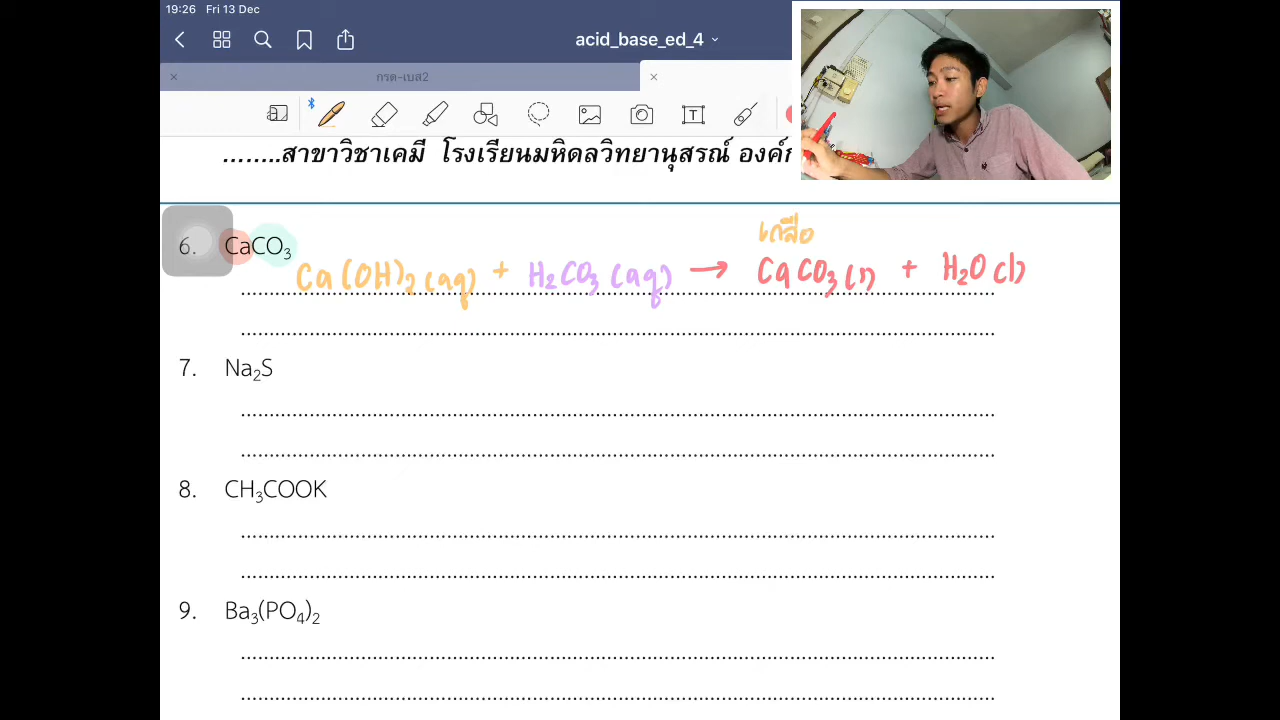 19:26 Fri 13 Dec
acid_base_ed_4
กรด-เบส2
........สาขาวิชาเคมี โรงเรียนมหิดลวิทยานุสรณ์ องค์ก
เกลือ
6. CaCO₃
Ca(OH)₂(aq) + H₂CO₃(aq) → CaCO₃(s) + H₂O(l)
7. Na₂S
8. CH₃COOK
9. Ba₃(PO₄)₂